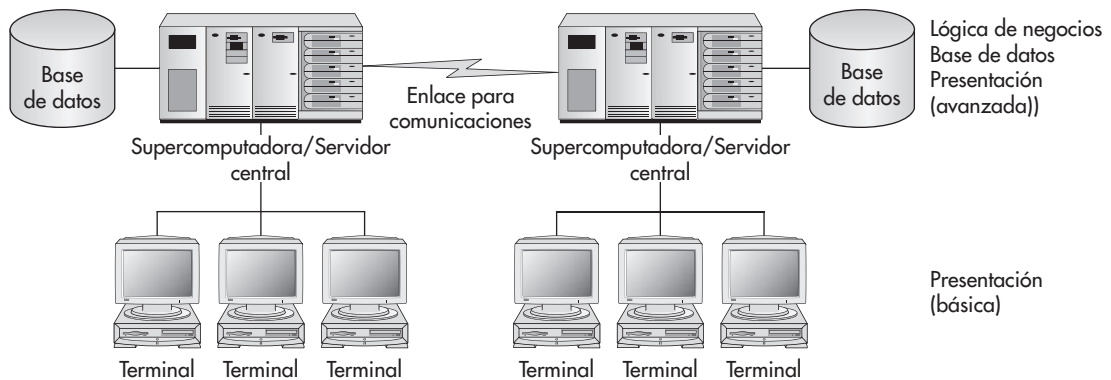 Base
de datos
Enlace para
comunicaciones
Base
de datos
Lógica de negocios
Base de datos
Presentación
(avanzada))
Supercomputadora/Servidor
central
Supercomputadora/Servidor
central
Presentación
(básica)
Terminal
Terminal
Terminal
Terminal
Terminal
Terminal